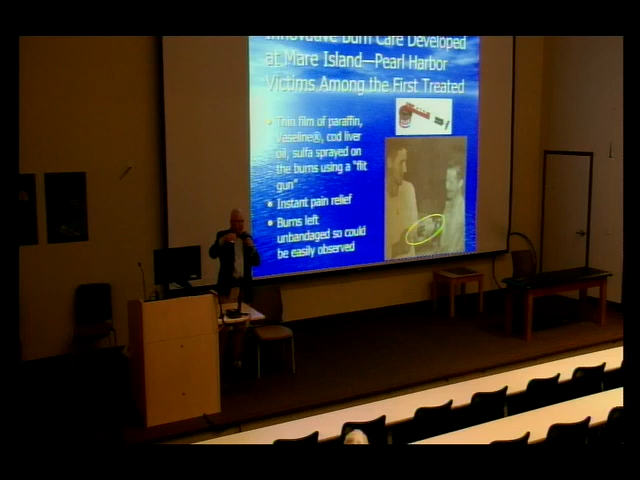 Innovative Burn Care Developed
at Mare Island—Pearl Harbor
Victims Among the First Treated
• Thin film of paraffin,
Vaseline®, cod liver
oil, sulfa sprayed on
the burns using a "flit
gun"
• Instant pain relief
• Burns left
unbandaged so could
be easily observed